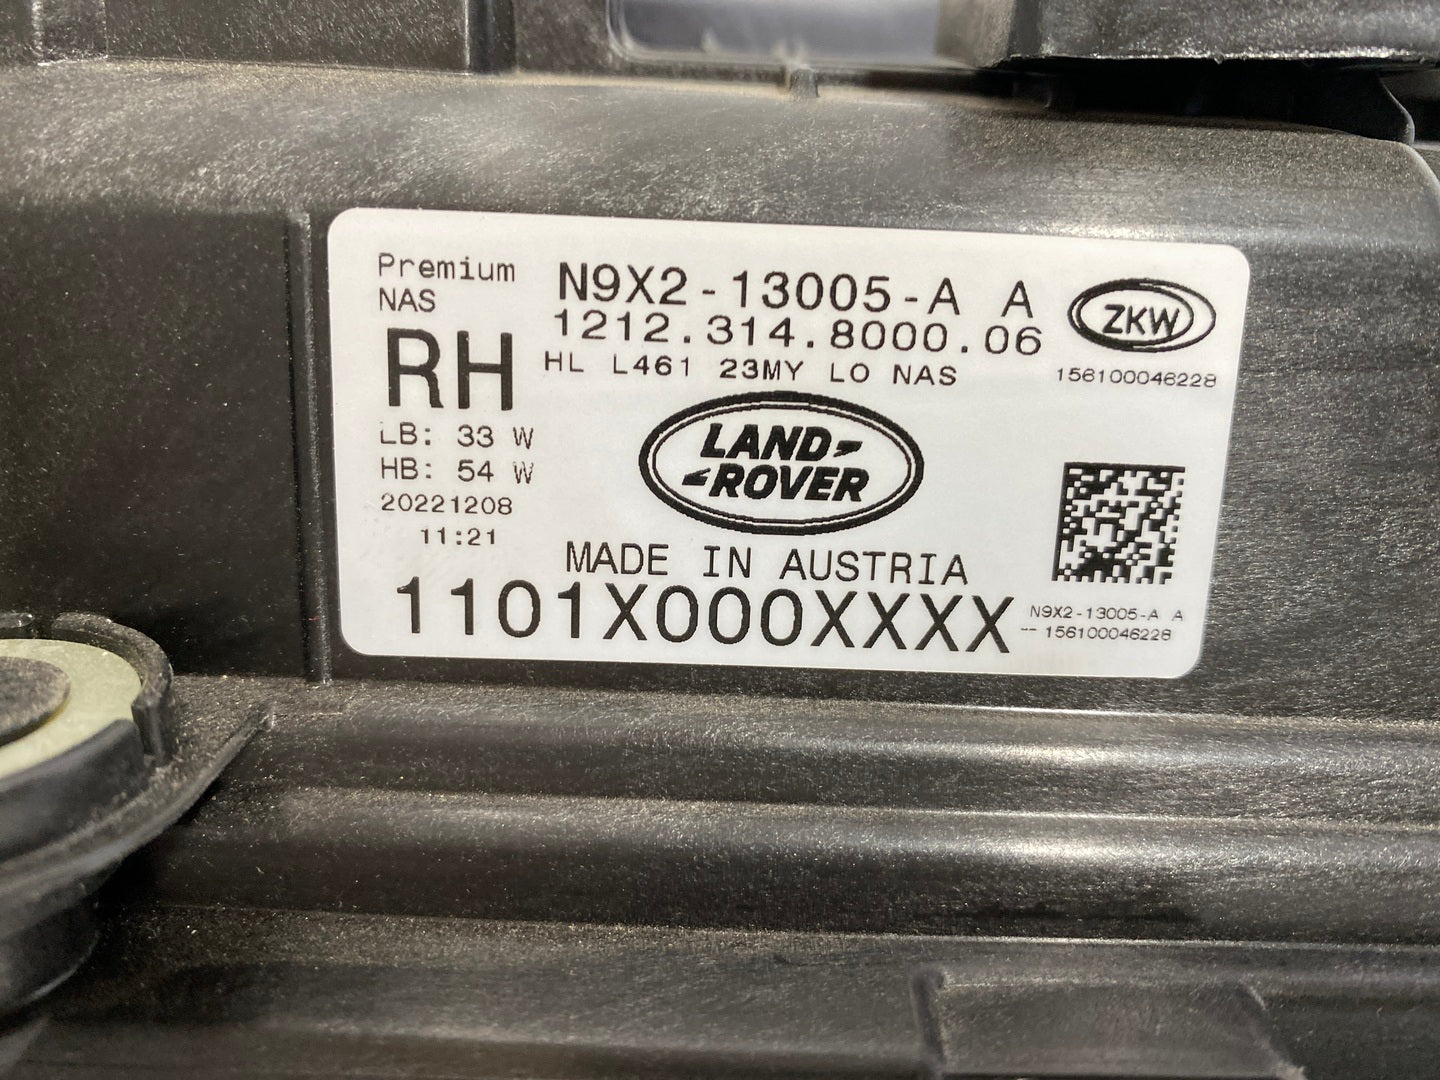 Premium
NAS
RH
LB: 33 W
HB: 54 W
20221208
11:21
N9X2-13005-A A
1212.314.8000.06
HL L461 23MY LO NAS
LAND-
-ROVER
MADE IN AUSTRIA
1101X000XXXX
ZKW
156100046228
N9X2-13005-A A
-- 156100046228